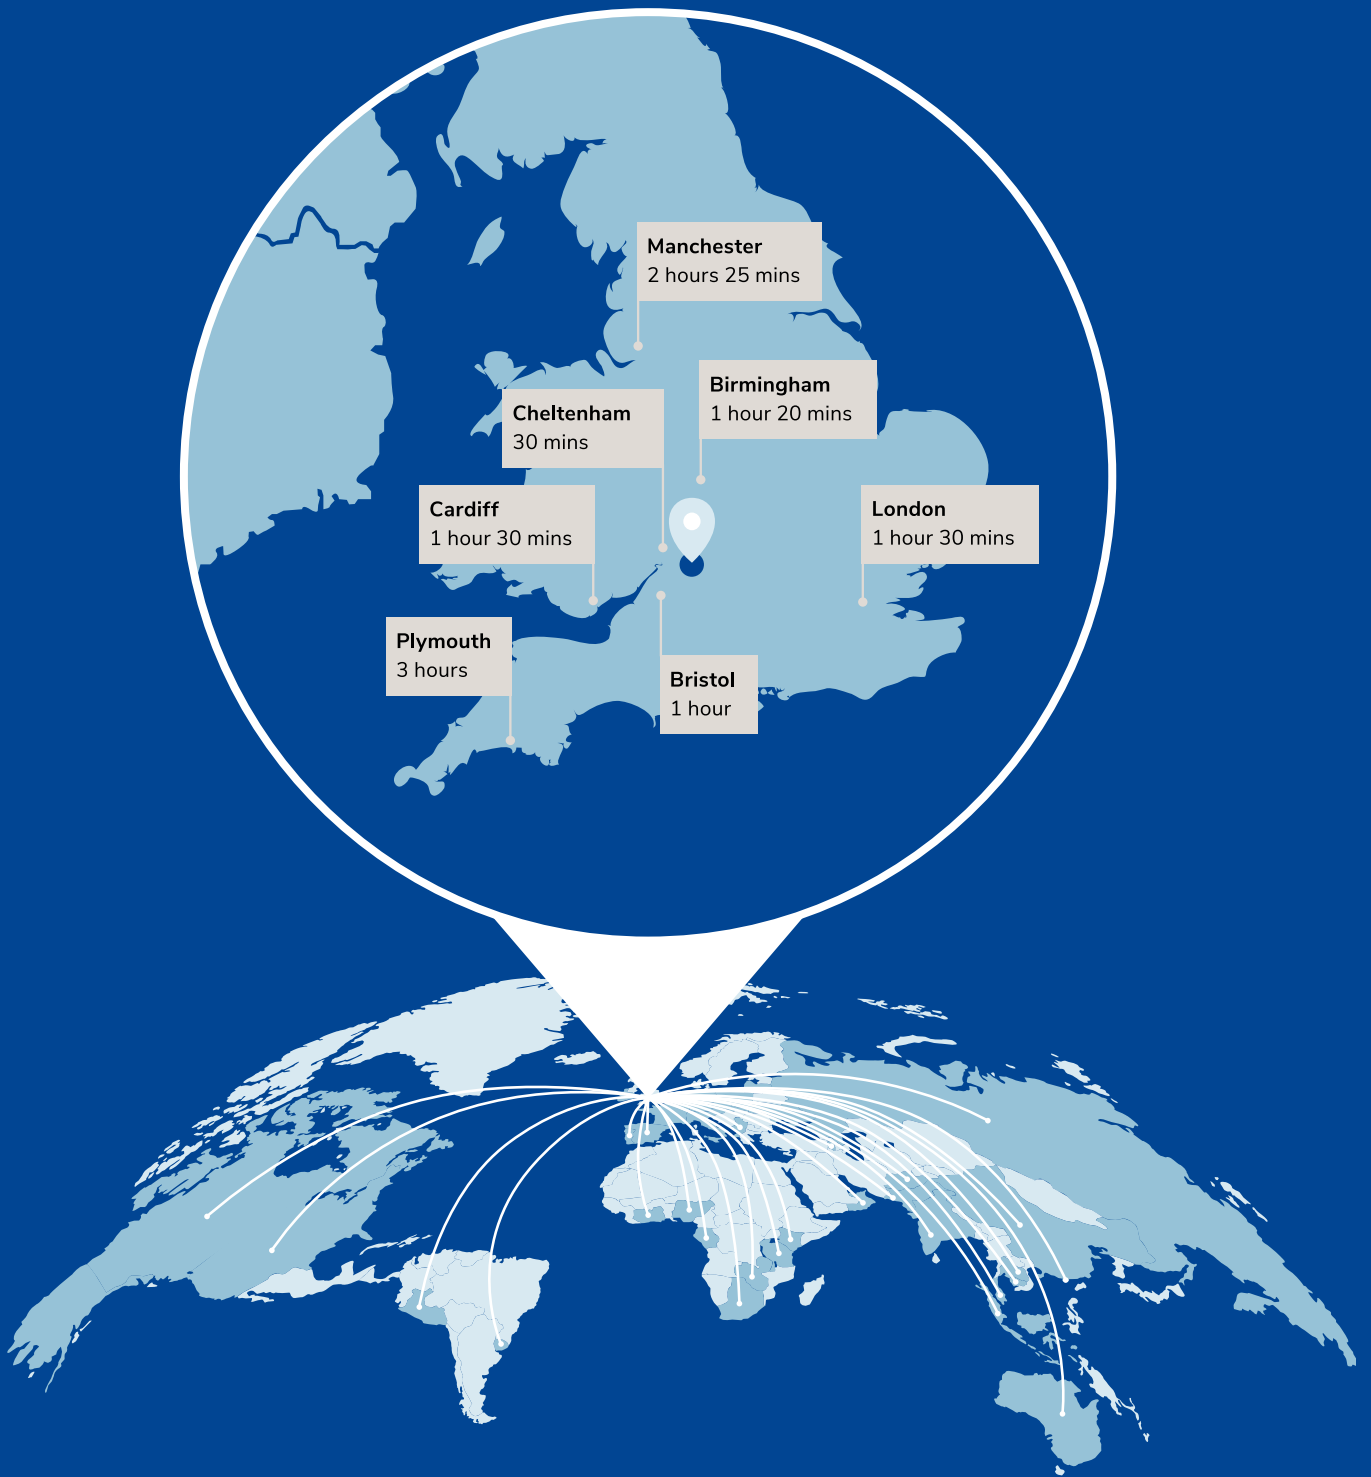 Manchester
2 hours 25 mins
Birmingham
1 hour 20 mins
Cheltenham
30 mins
Cardiff
1 hour 30 mins
London
1 hour 30 mins
Plymouth
3 hours
Bristol
1 hour